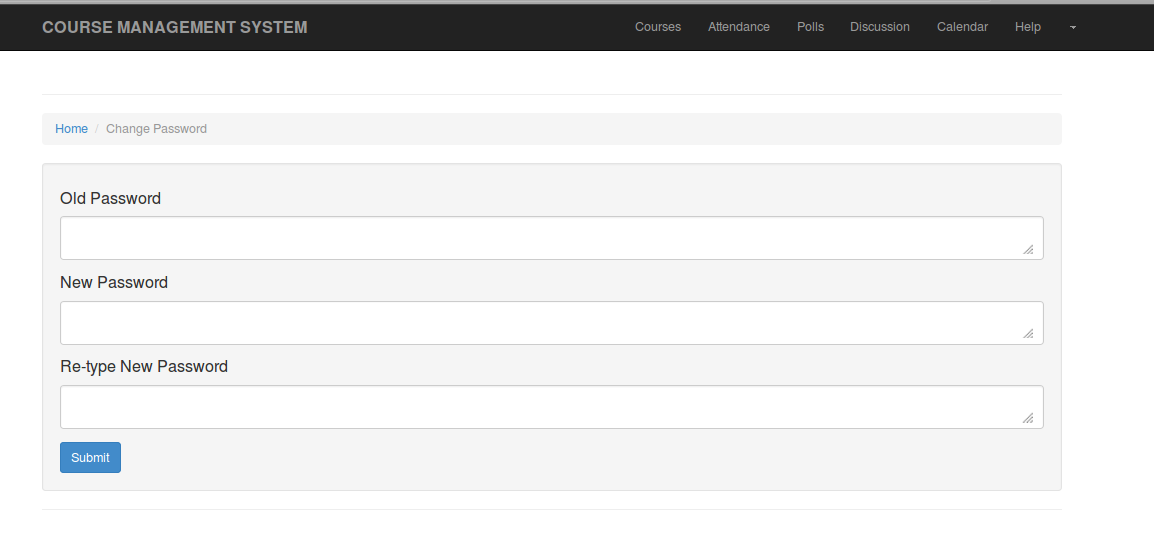 COURSE MANAGEMENT SYSTEM Courses Attendance Polls Discussion Calendar Help
Home / Change Password
Old Password
New Password
Re-type New Password
Submit